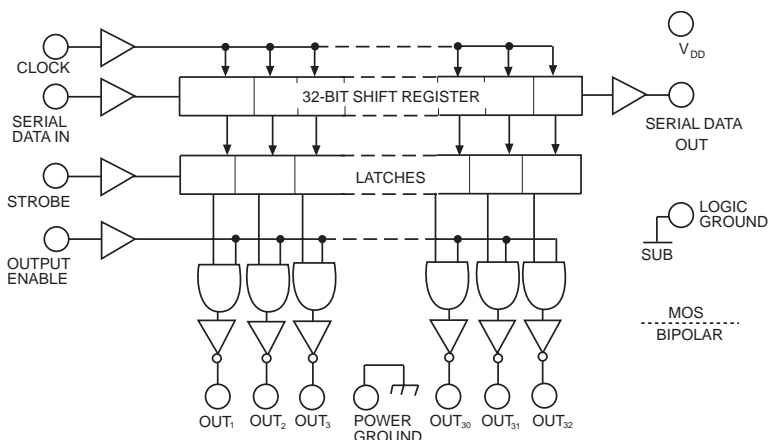 CLOCK
SERIAL
DATA IN
STROBE
OUTPUT
ENABLE
32-BIT SHIFT REGISTER
LATCHES
V_DD
SERIAL DATA
OUT
LOGIC
GROUND
SUB
MOS
BIPOLAR
OUT₁
OUT₂
OUT₃
POWER
GROUND
OUT₃₀
OUT₃₁
OUT₃₂